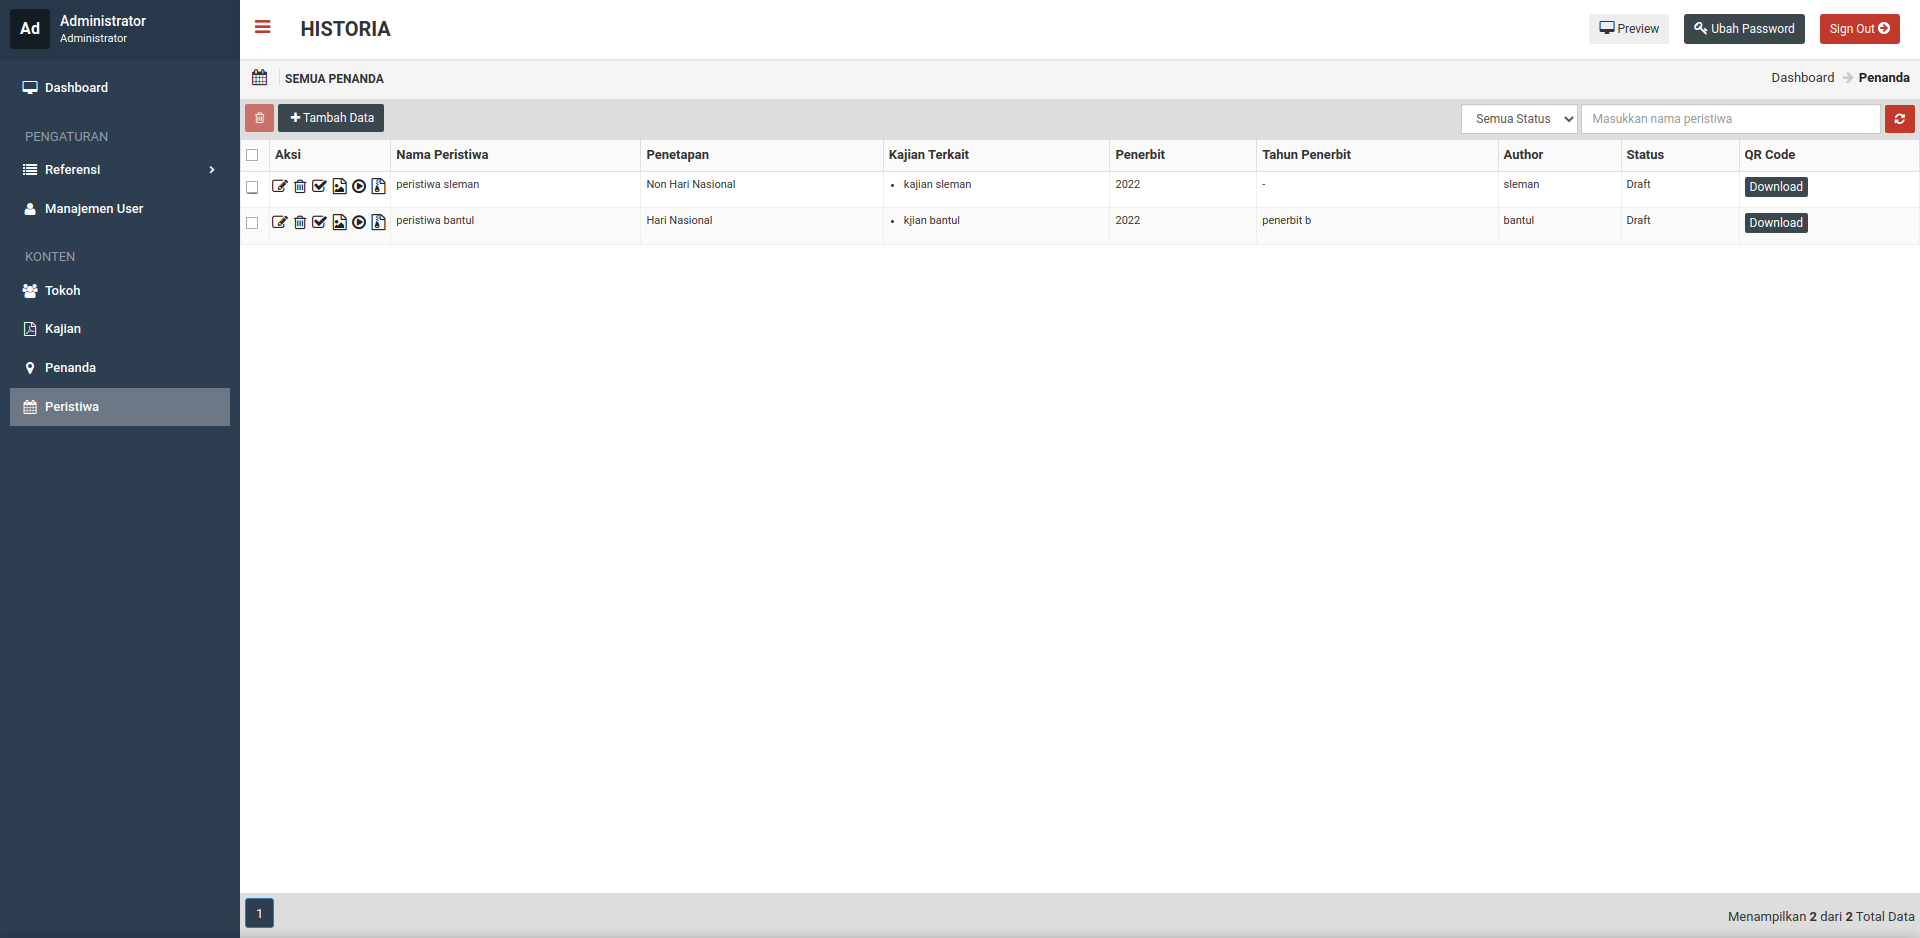 Ad
Administrator
Administrator
HISTORIA
Preview
Ubah Password
Sign Out
Dashboard
PENGATURAN
Referensi
Manajemen User
KONTEN
Tokoh
Kajian
Penanda
Peristiwa
SEMUA PENANDA
Dashboard Penanda
Tambah Data
Semua Status
Masukkan nama peristiwa
Aksi Nama Peristiwa Penetapan Kajian Terkait Penerbit Tahun Penerbit Author Status QR Code
peristiwa sleman Non Hari Nasional • kajian sleman 2022 - sleman Draft Download
peristiwa bantul Hari Nasional • kjian bantul 2022 penerbit b bantul Draft Download
1
Menampilkan 2 dari 2 Total Data